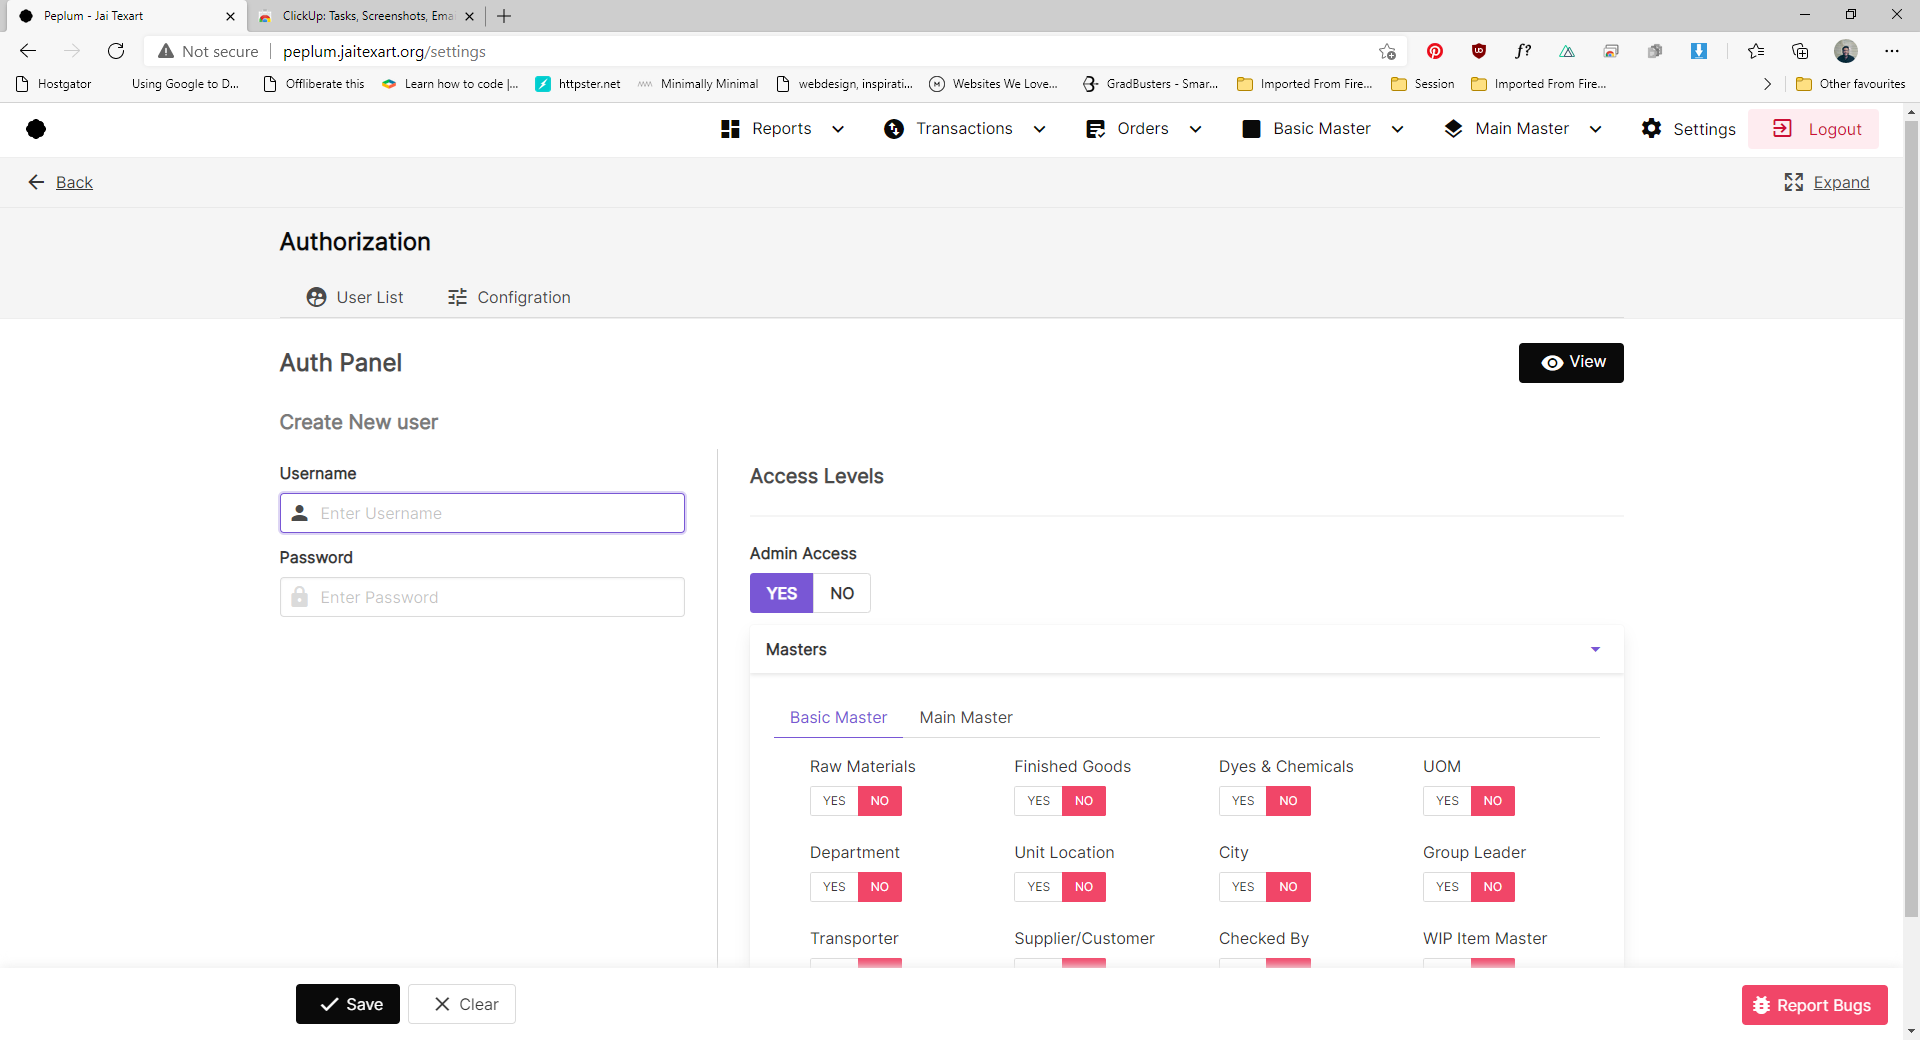 Peplum - Jai Texart
ClickUp: Tasks, Screenshots, Ema
Not secure
peplum.jaitexart.org/settings
Hostgator
Using Google to D...
Offliberate this
Learn how to code |...
httpster.net
Minimally Minimal
webdesign, inspirati...
Websites We Love...
GradBusters - Smar...
Imported From Fire...
Session
Imported From Fire...
Other favourites
Reports
Transactions
Orders
Basic Master
Main Master
Settings
Logout
Back
Expand
Authorization
User List
Configration
Auth Panel
View
Create New user
Username
Enter Username
Password
Enter Password
Access Levels
Admin Access
YES NO
Masters
Basic Master
Main Master
Raw Materials
Finished Goods
Dyes & Chemicals
UOM
YES NO
YES NO
YES NO
YES NO
Department
Unit Location
City
Group Leader
YES NO
YES NO
YES NO
YES NO
Transporter
Supplier/Customer
Checked By
WIP Item Master
Save
Clear
Report Bugs